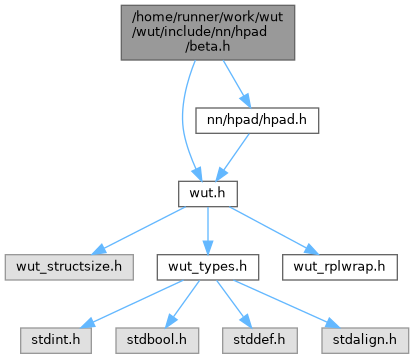 /home/runner/work/wut
/wut/include/nn/hpad
/beta.h
nn/hpad/hpad.h
wut.h
wut_structsize.h
wut_types.h
wut_rplwrap.h
stdint.h
stdbool.h
stddef.h
stdalign.h